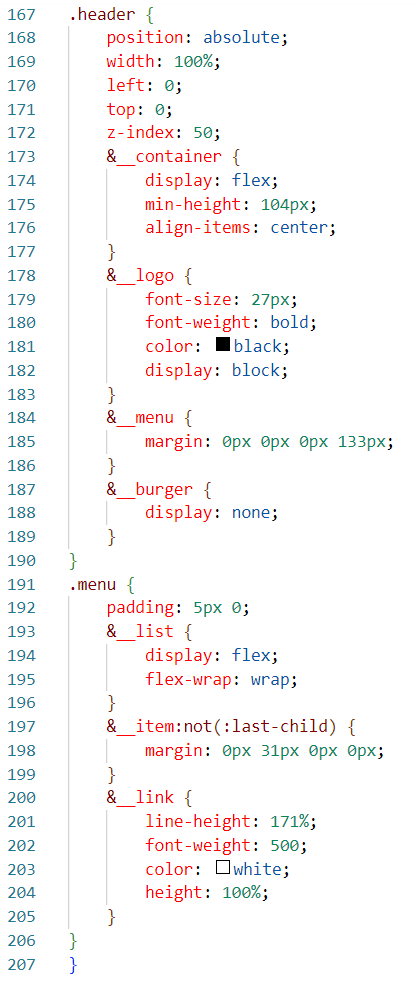 167 .header {
168     position: absolute;
169     width: 100%;
170     left: 0;
171     top: 0;
172     z-index: 50;
173     &__container {
174         display: flex;
175         min-height: 104px;
176         align-items: center;
177     }
178     &__logo {
179         font-size: 27px;
180         font-weight: bold;
181         color: black;
182         display: block;
183     }
184     &__menu {
185         margin: 0px 0px 0px 133px;
186     }
187     &__burger {
188         display: none;
189     }
190 }
191 .menu {
192     padding: 5px 0;
193     &__list {
194         display: flex;
195         flex-wrap: wrap;
196     }
197     &__item:not(:last-child) {
198         margin: 0px 31px 0px 0px;
199     }
200     &__link {
201         line-height: 171%;
202         font-weight: 500;
203         color: white;
204         height: 100%;
205     }
206 }
207 }